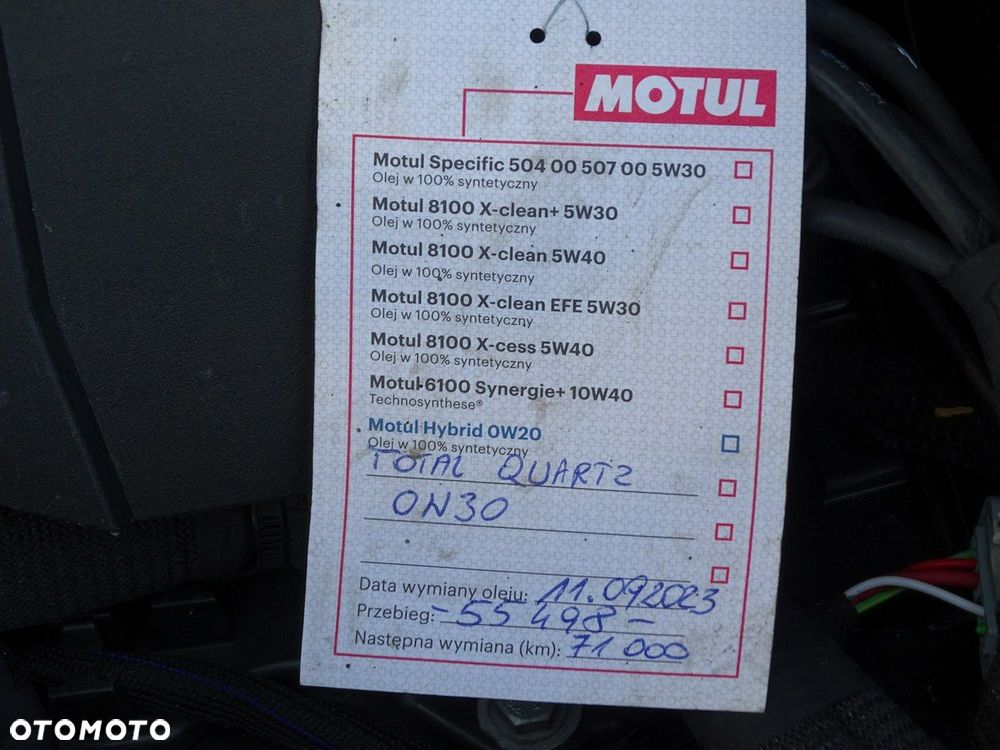 MOTUL
Motul Specific 504 00 507 00 5W30
Olej w 100% syntetyczny
Motul 8100 X-clean+ 5W30
Olej w 100% syntetyczny
Motul 8100 X-clean 5W40
Olej w 100% syntetyczny
Motul 8100 X-clean EFE 5W30
Olej w 100% syntetyczny
Motul 8100 X-cess 5W40
Olej w 100% syntetyczny
Motul 6100 Synergie+ 10W40
Technosynthese®
Motul Hybrid 0W20
Olej w 100% syntetyczny
TOTAL QUARTZ
0W30
Data wymiany oleju: 11.092023
Przebieg: -55 498-
Następna wymiana (km): 71 000
OTOMOTO